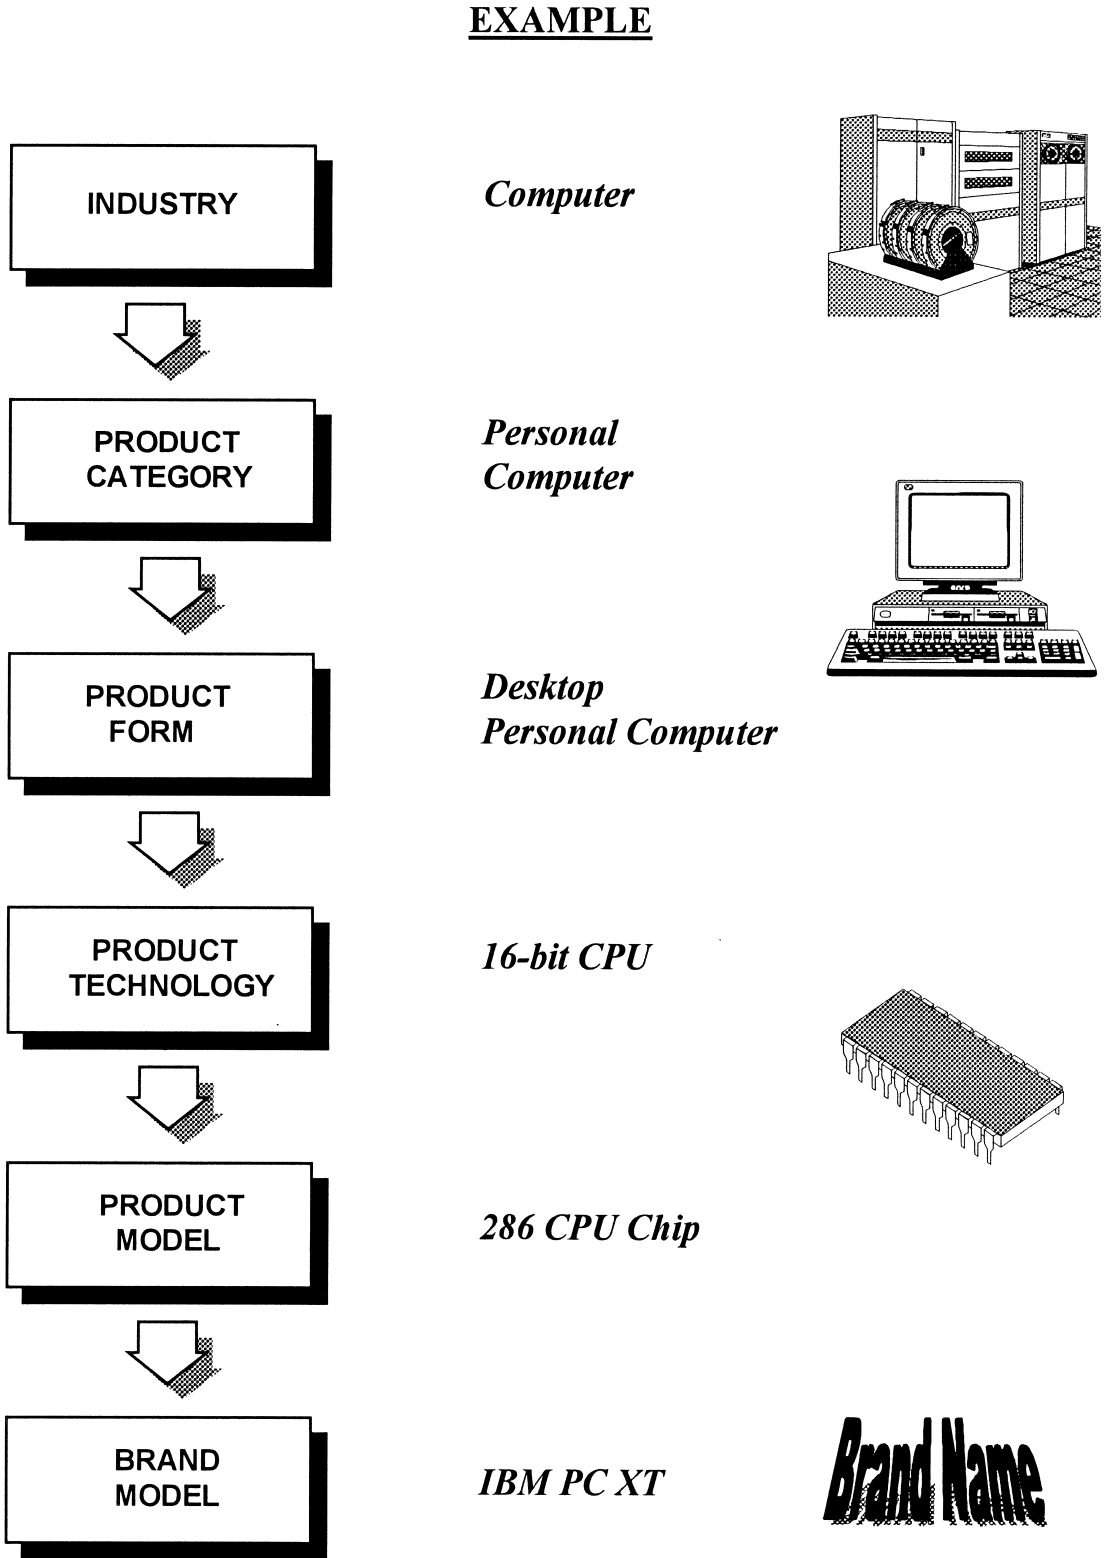 EXAMPLE
INDUSTRY
Computer
PRODUCT
CATEGORY
Personal
Computer
PRODUCT
FORM
Desktop
Personal Computer
PRODUCT
TECHNOLOGY
16-bit CPU
PRODUCT
MODEL
286 CPU Chip
BRAND
MODEL
IBM PC XT
Brand Name